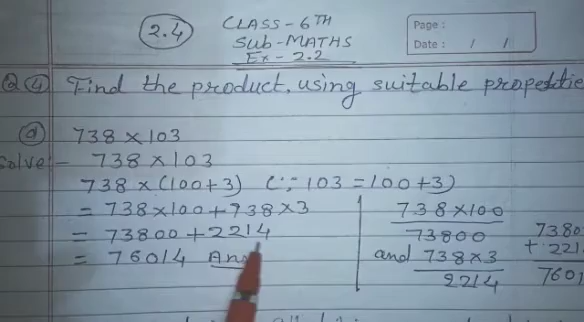 2.4
CLASS-6TH
SUB-MATHS
Ex-2.2
Page :
Date : / /
Q 4 Find the product, using suitable propertie
a 738 × 103
Solve:- 738 × 103
738 × (100+3) (∵ 103 = 100+3)
= 738 × 100 + 738 × 3
= 73800 + 2214
= 76014 Ans
738 × 100
73800
and 738 × 3
2214
7380
+ 221
7601